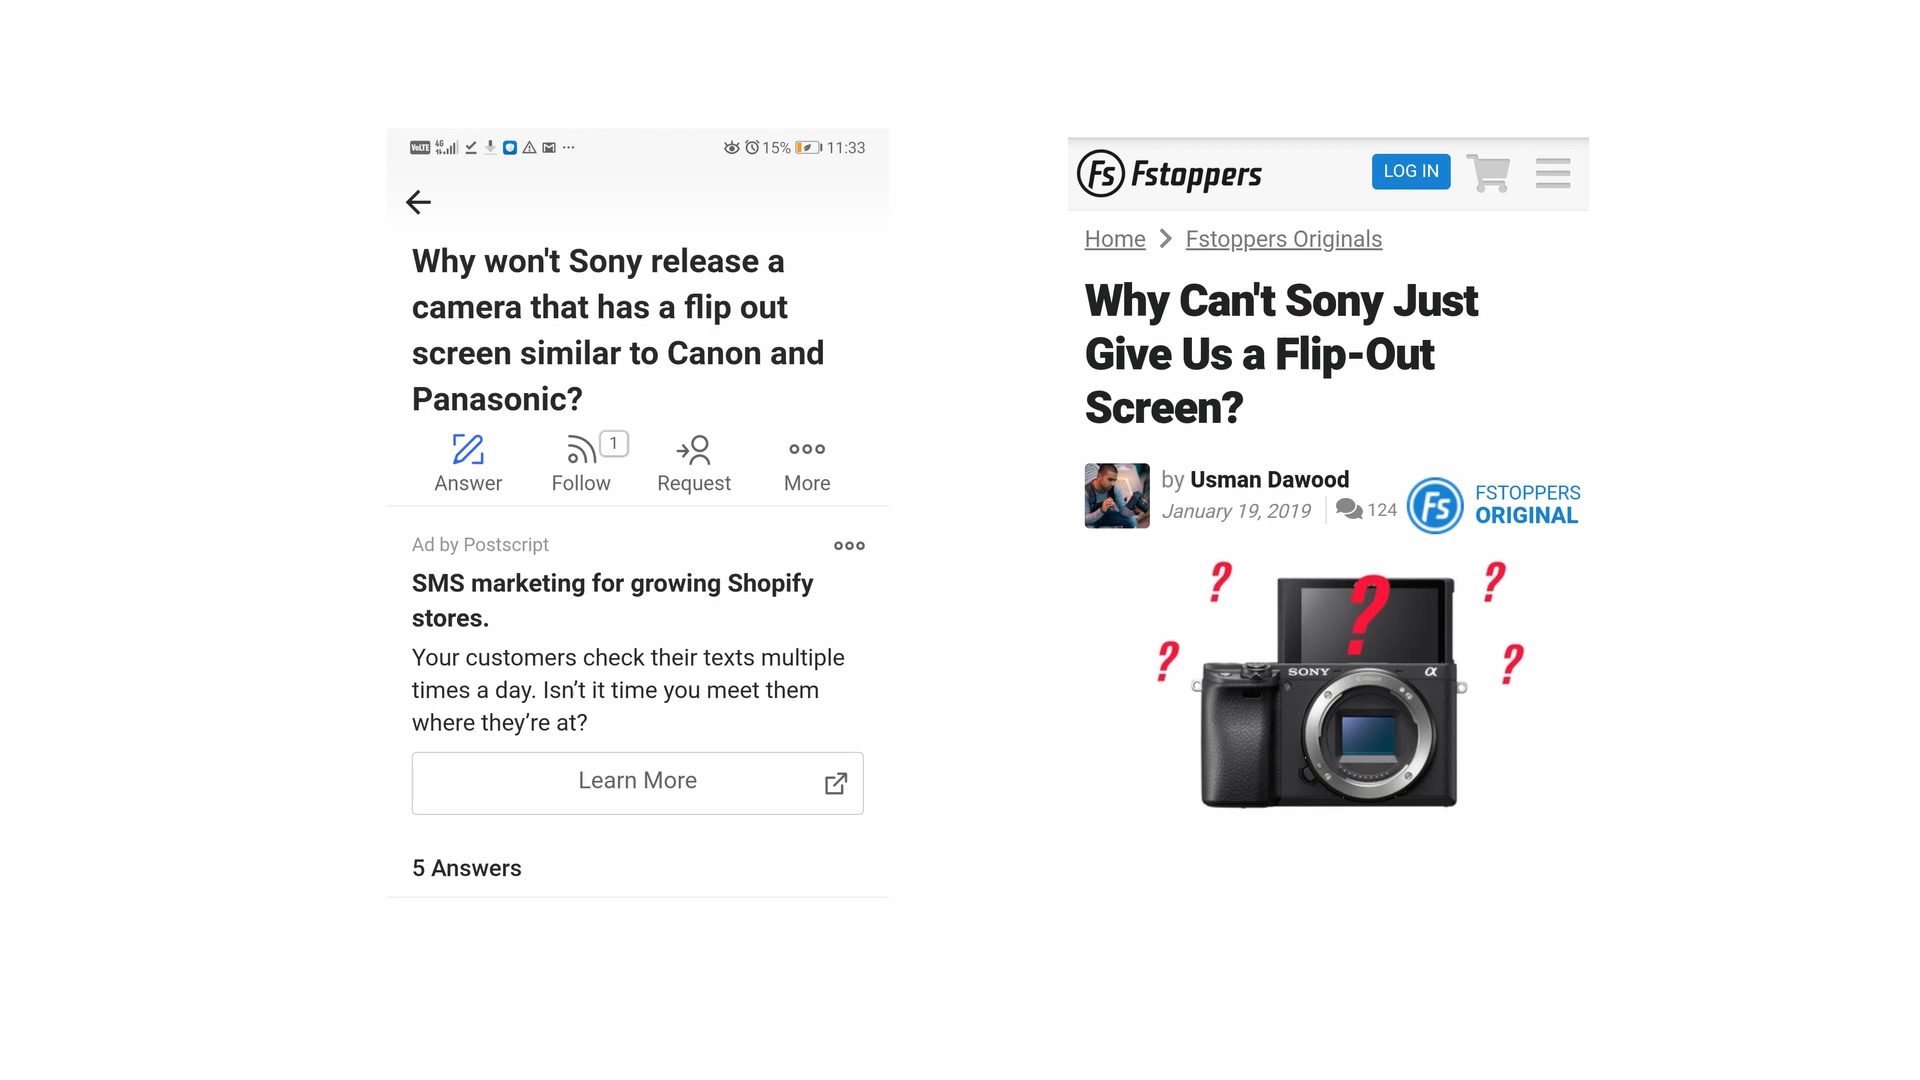 VoLTE 4G 15% 11:33
Why won't Sony release a
camera that has a flip out
screen similar to Canon and
Panasonic?
1
Answer Follow Request More
Ad by Postscript
SMS marketing for growing Shopify
stores.
Your customers check their texts multiple
times a day. Isn’t it time you meet them
where they’re at?
Learn More
5 Answers
Fs Fstoppers LOG IN
Home Fstoppers Originals
Why Can't Sony Just
Give Us a Flip-Out
Screen?
by Usman Dawood
January 19, 2019 124
Fs FSTOPPERS
ORIGINAL
? ? ?
? ?
SONY α